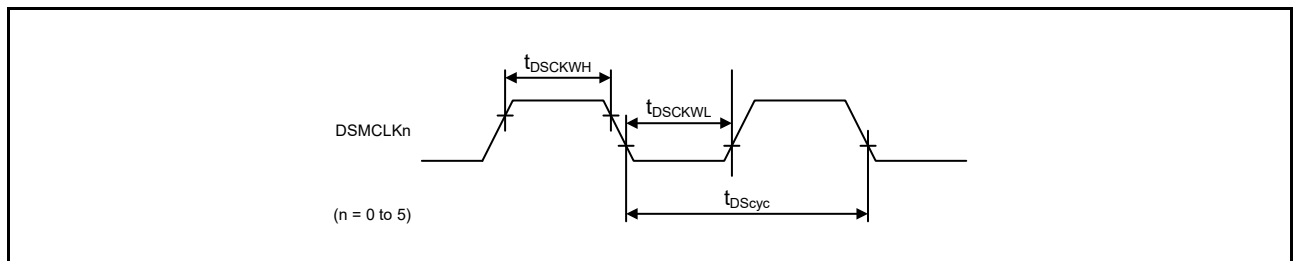 tDSCKWH
tDSCKWL
DSMCLKn
tDScyc
(n = 0 to 5)